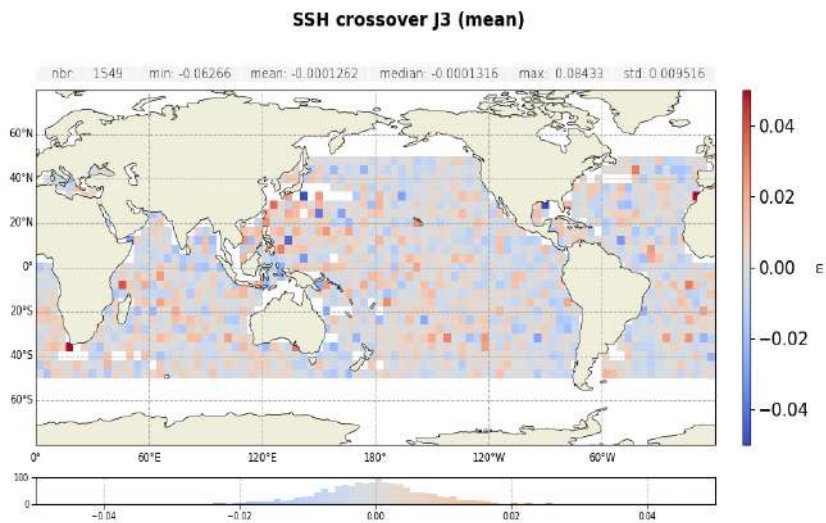 SSH crossover J3 (mean)
nbr: 1549 min: -0.06266 mean: -0.0001262 median: -0.0001316 max: 0.08433 std: 0.009516
60°N
40°N
20°N
0°
20°S
40°S
60°S
0° 60°E 120°E 180° 120°W 60°W
0.04
0.02
0.00
−0.02
−0.04
m
100
0
−0.04 −0.02 0.00 0.02 0.04